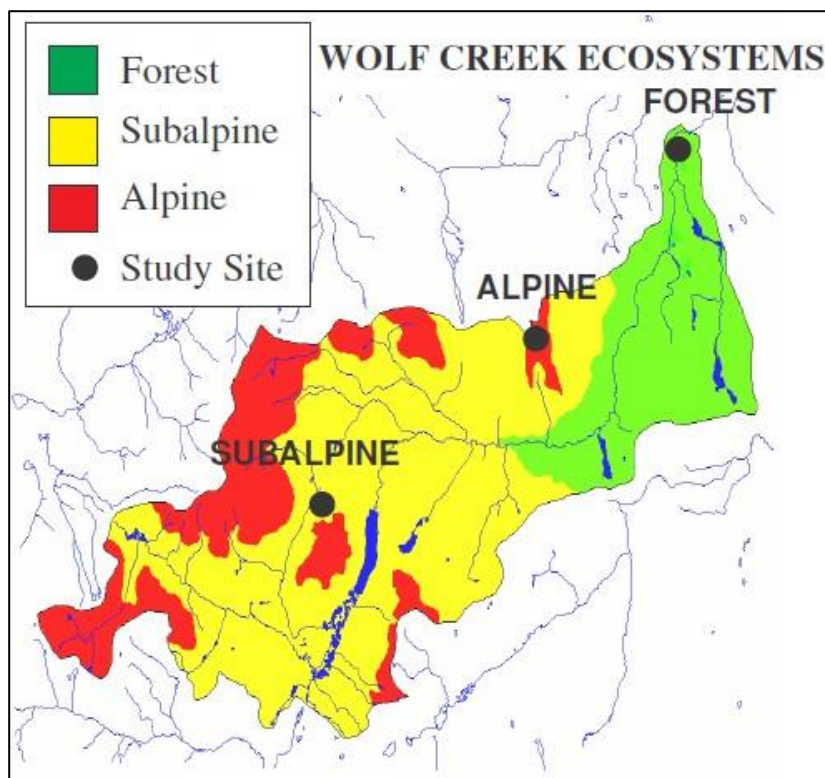 WOLF CREEK ECOSYSTEMS
Forest
Subalpine
Alpine
Study Site
FOREST
ALPINE
SUBALPINE